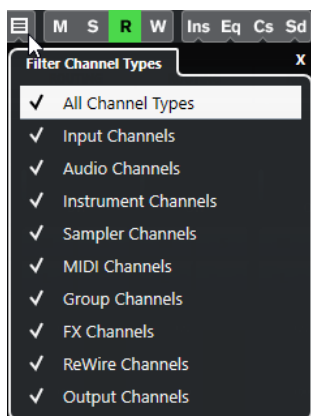 M S R W Ins Eq Cs Sd
Filter Channel Types X
All Channel Types
Input Channels
Audio Channels
Instrument Channels
Sampler Channels
MIDI Channels
Group Channels
FX Channels
ReWire Channels
Output Channels